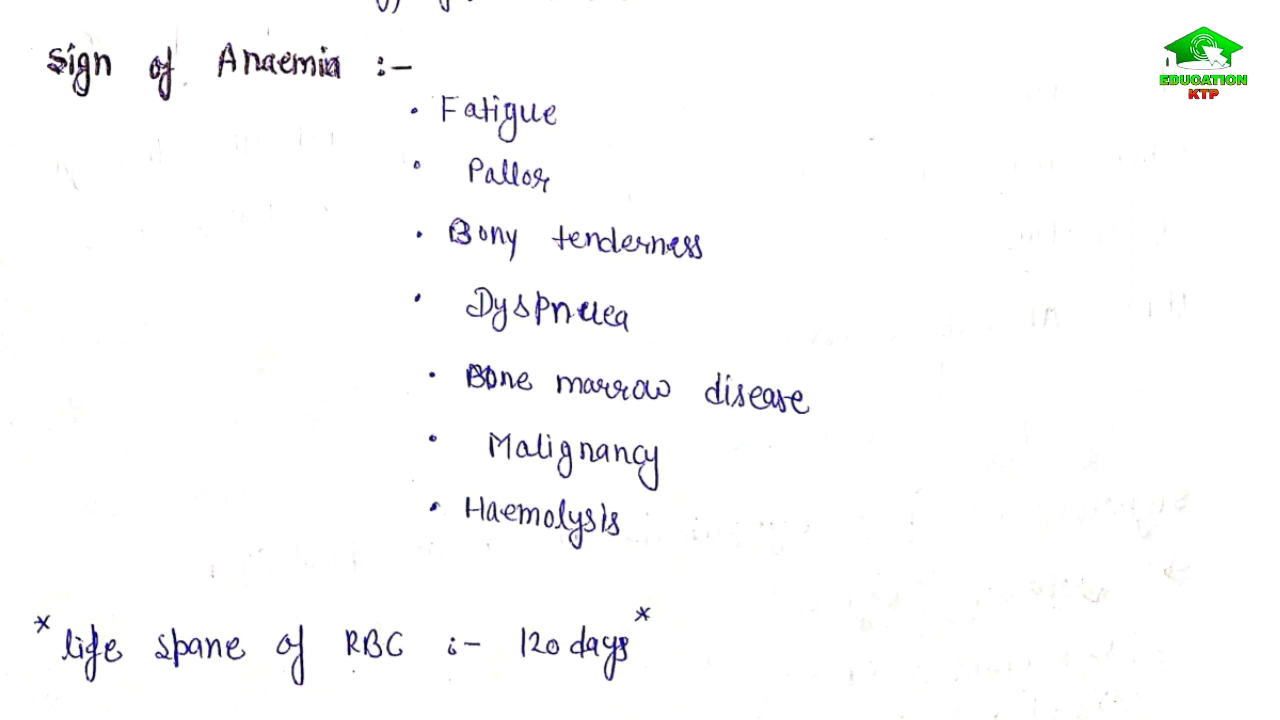 Sign of Anaemia :-
• Fatigue
• Pallor
• Bony tenderness
• Dyspnuea
• Bone marrow disease
• Malignancy
• Haemolysis
* life spane of RBC :- 120 days *
EDUCATION
KTP